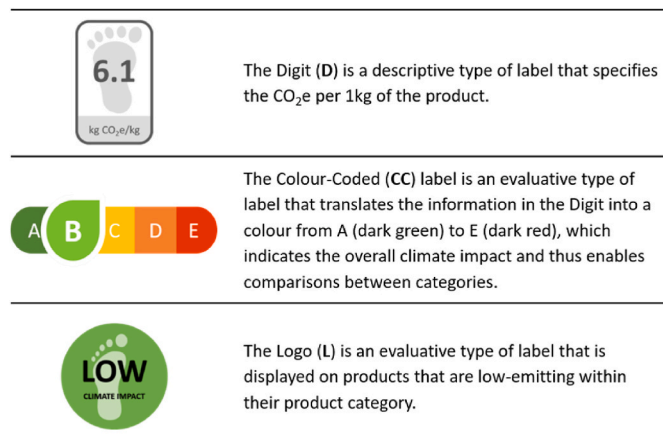 6.1
kg CO₂e/kg
The Digit (D) is a descriptive type of label that specifies
the CO₂e per 1kg of the product.
A B C D E
The Colour-Coded (CC) label is an evaluative type of
label that translates the information in the Digit into a
colour from A (dark green) to E (dark red), which
indicates the overall climate impact and thus enables
comparisons between categories.
LOW
CLIMATE IMPACT
The Logo (L) is an evaluative type of label that is
displayed on products that are low-emitting within
their product category.